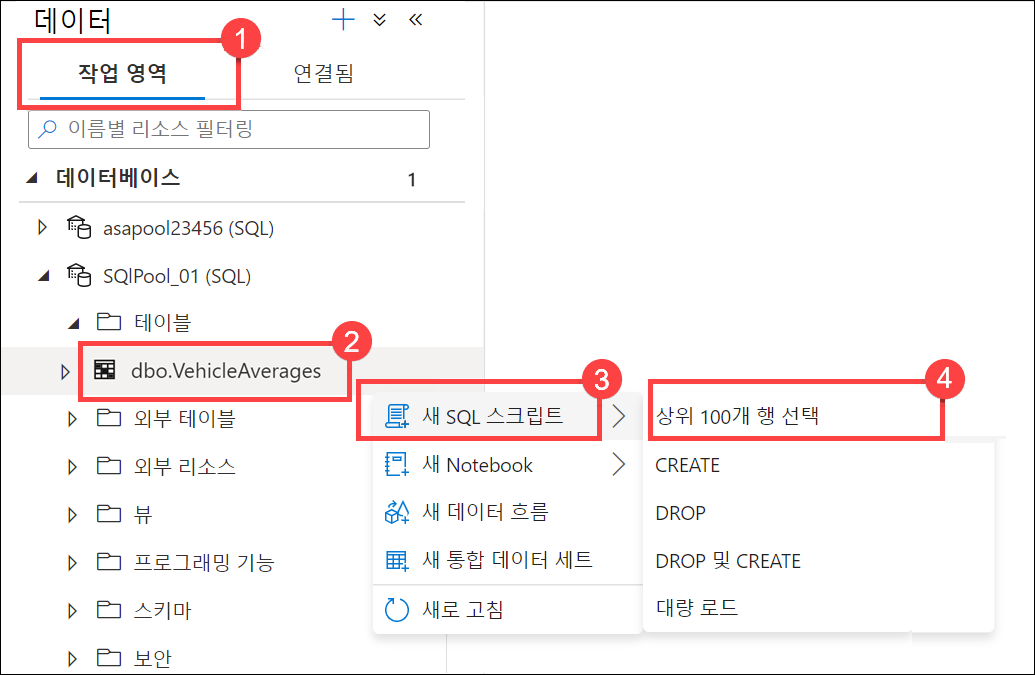 데이터
1
작업 영역
연결됨
이름별 리소스 필터링
데이터베이스 1
asapool23456 (SQL)
SQlPool_01 (SQL)
테이블
2
dbo.VehicleAverages
외부 테이블
외부 리소스
뷰
프로그래밍 기능
스키마
보안
3
새 SQL 스크립트
새 Notebook
새 데이터 흐름
새 통합 데이터 세트
새로 고침
4
상위 100개 행 선택
CREATE
DROP
DROP 및 CREATE
대량 로드